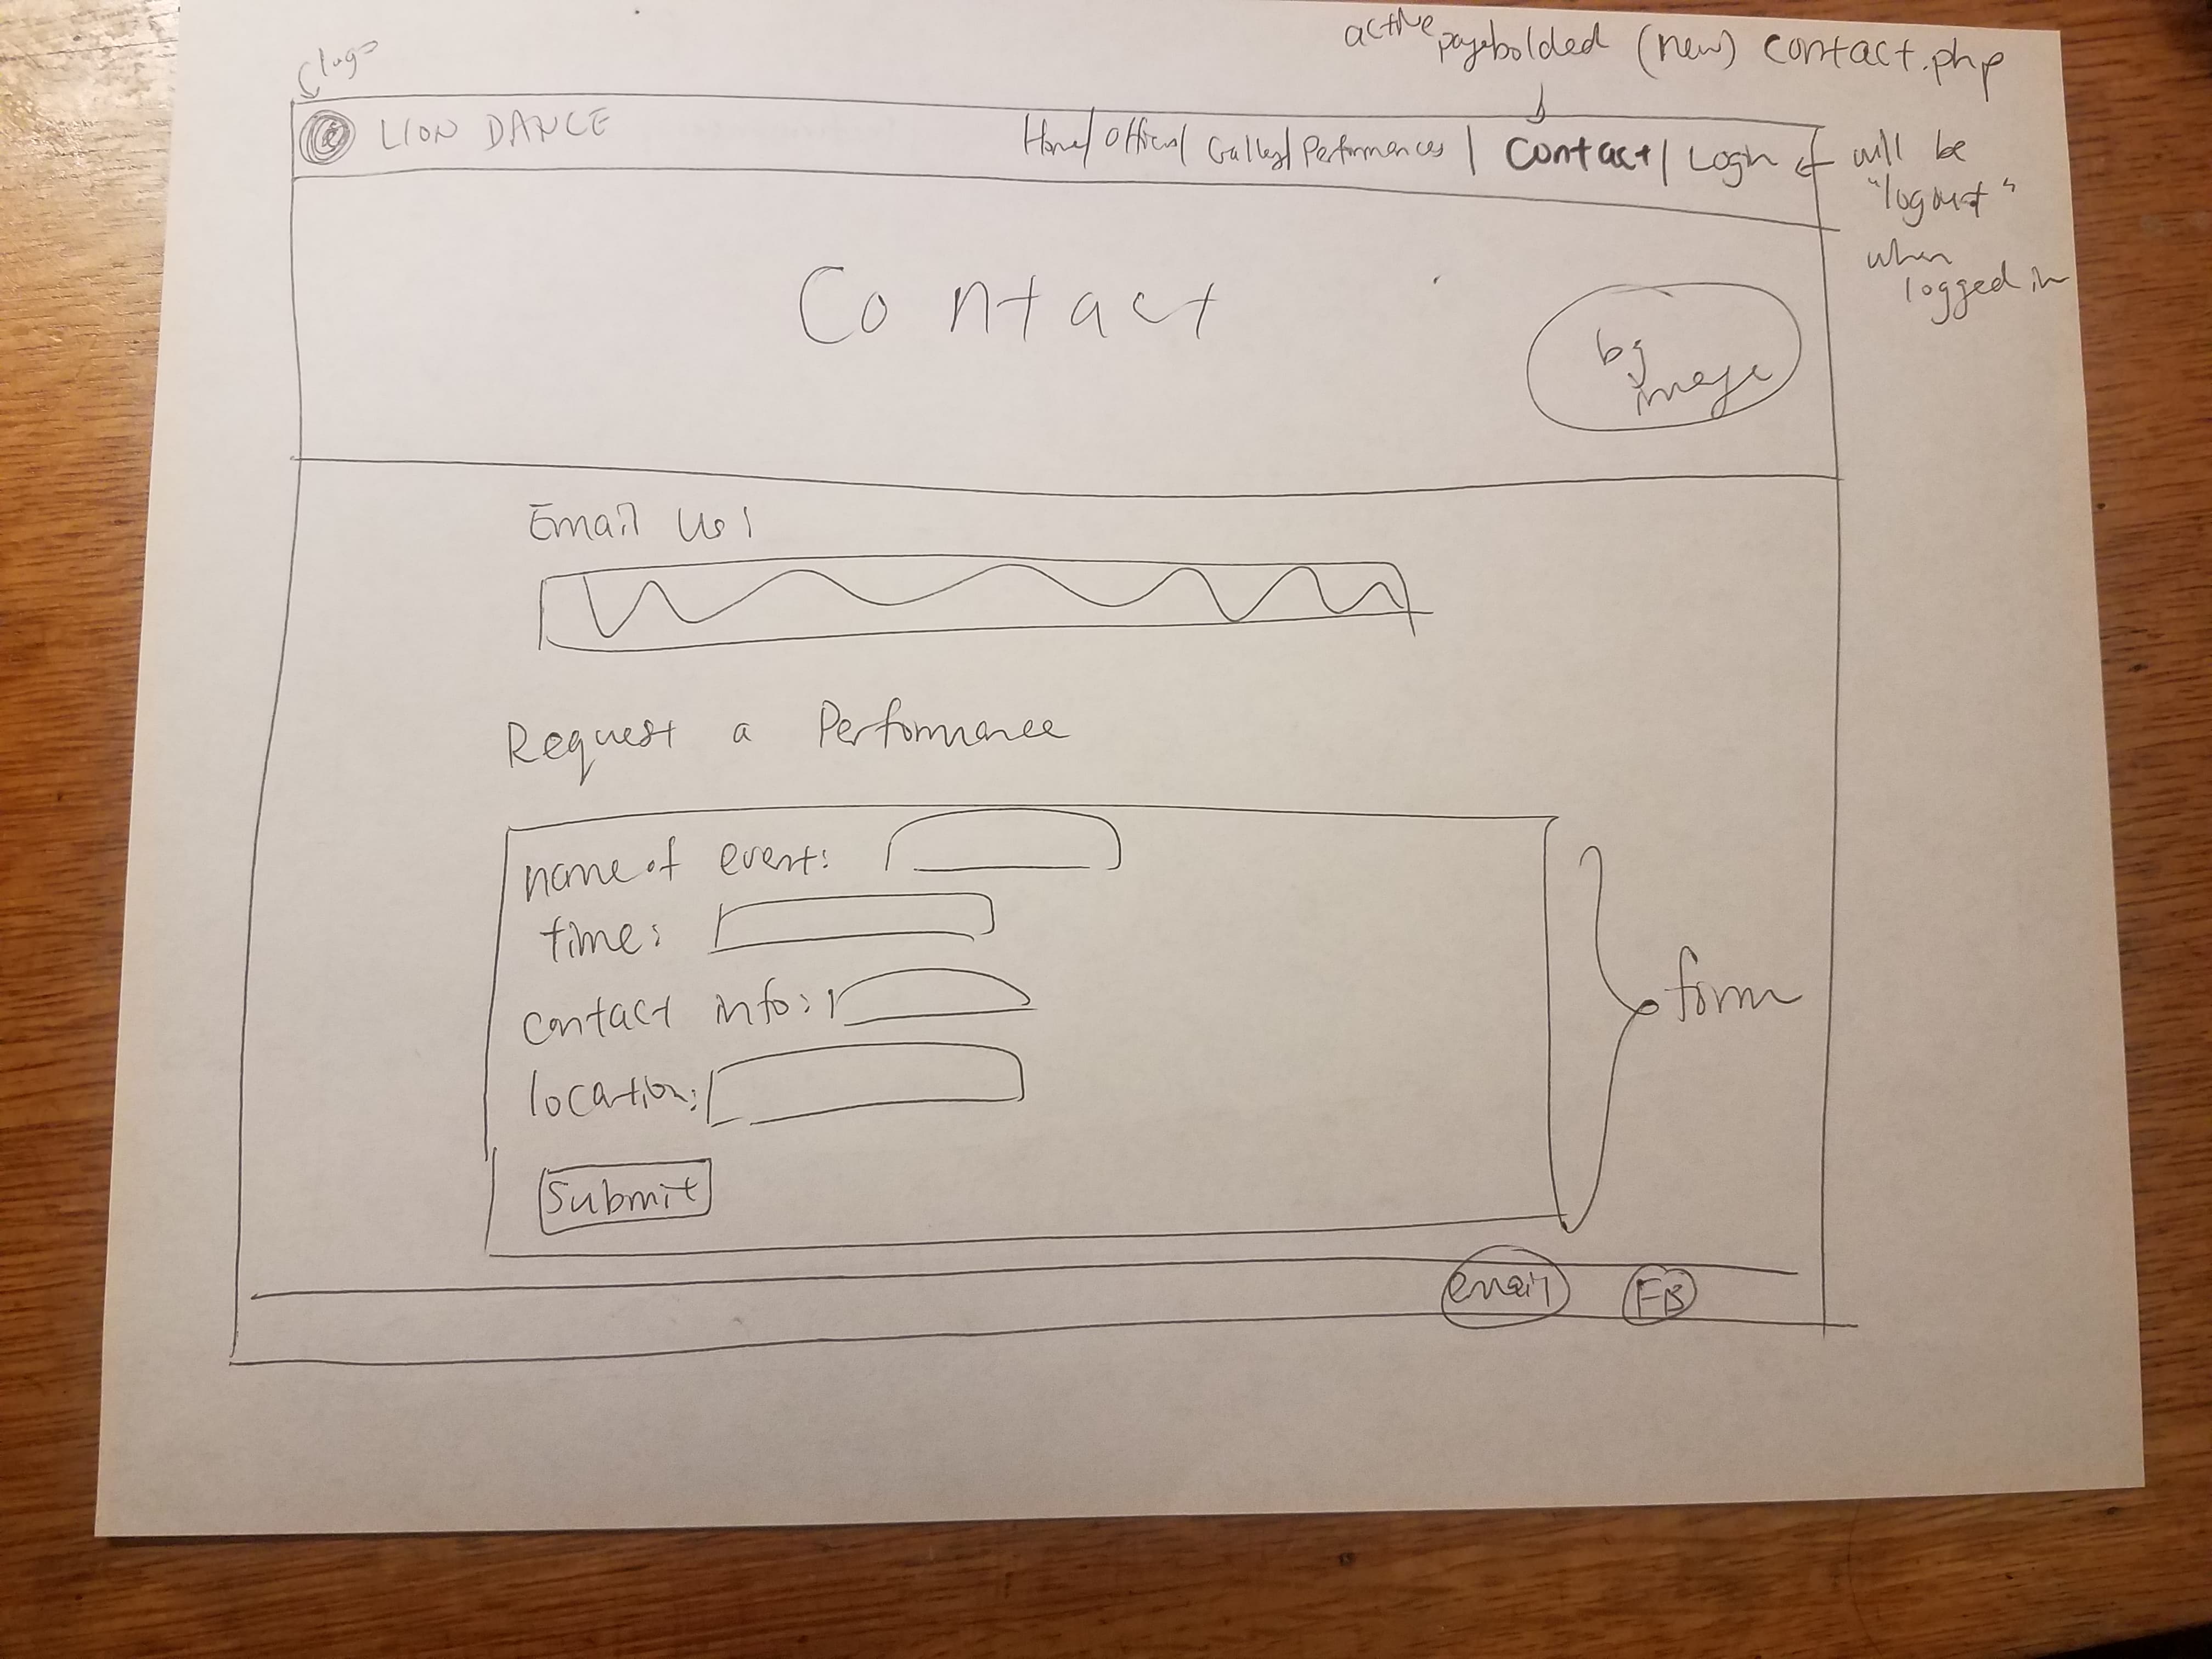 logo
active page bolded (new) contact.php
LION DANCE
Home/ Officers/ Gallery/ Performances | Contact | Login
will be
"logout"
when
logged in
Contact
bg
image
Email Us!
Request a Performance
name of event:
time:
contact info:
location:
form
Submit
email
FB